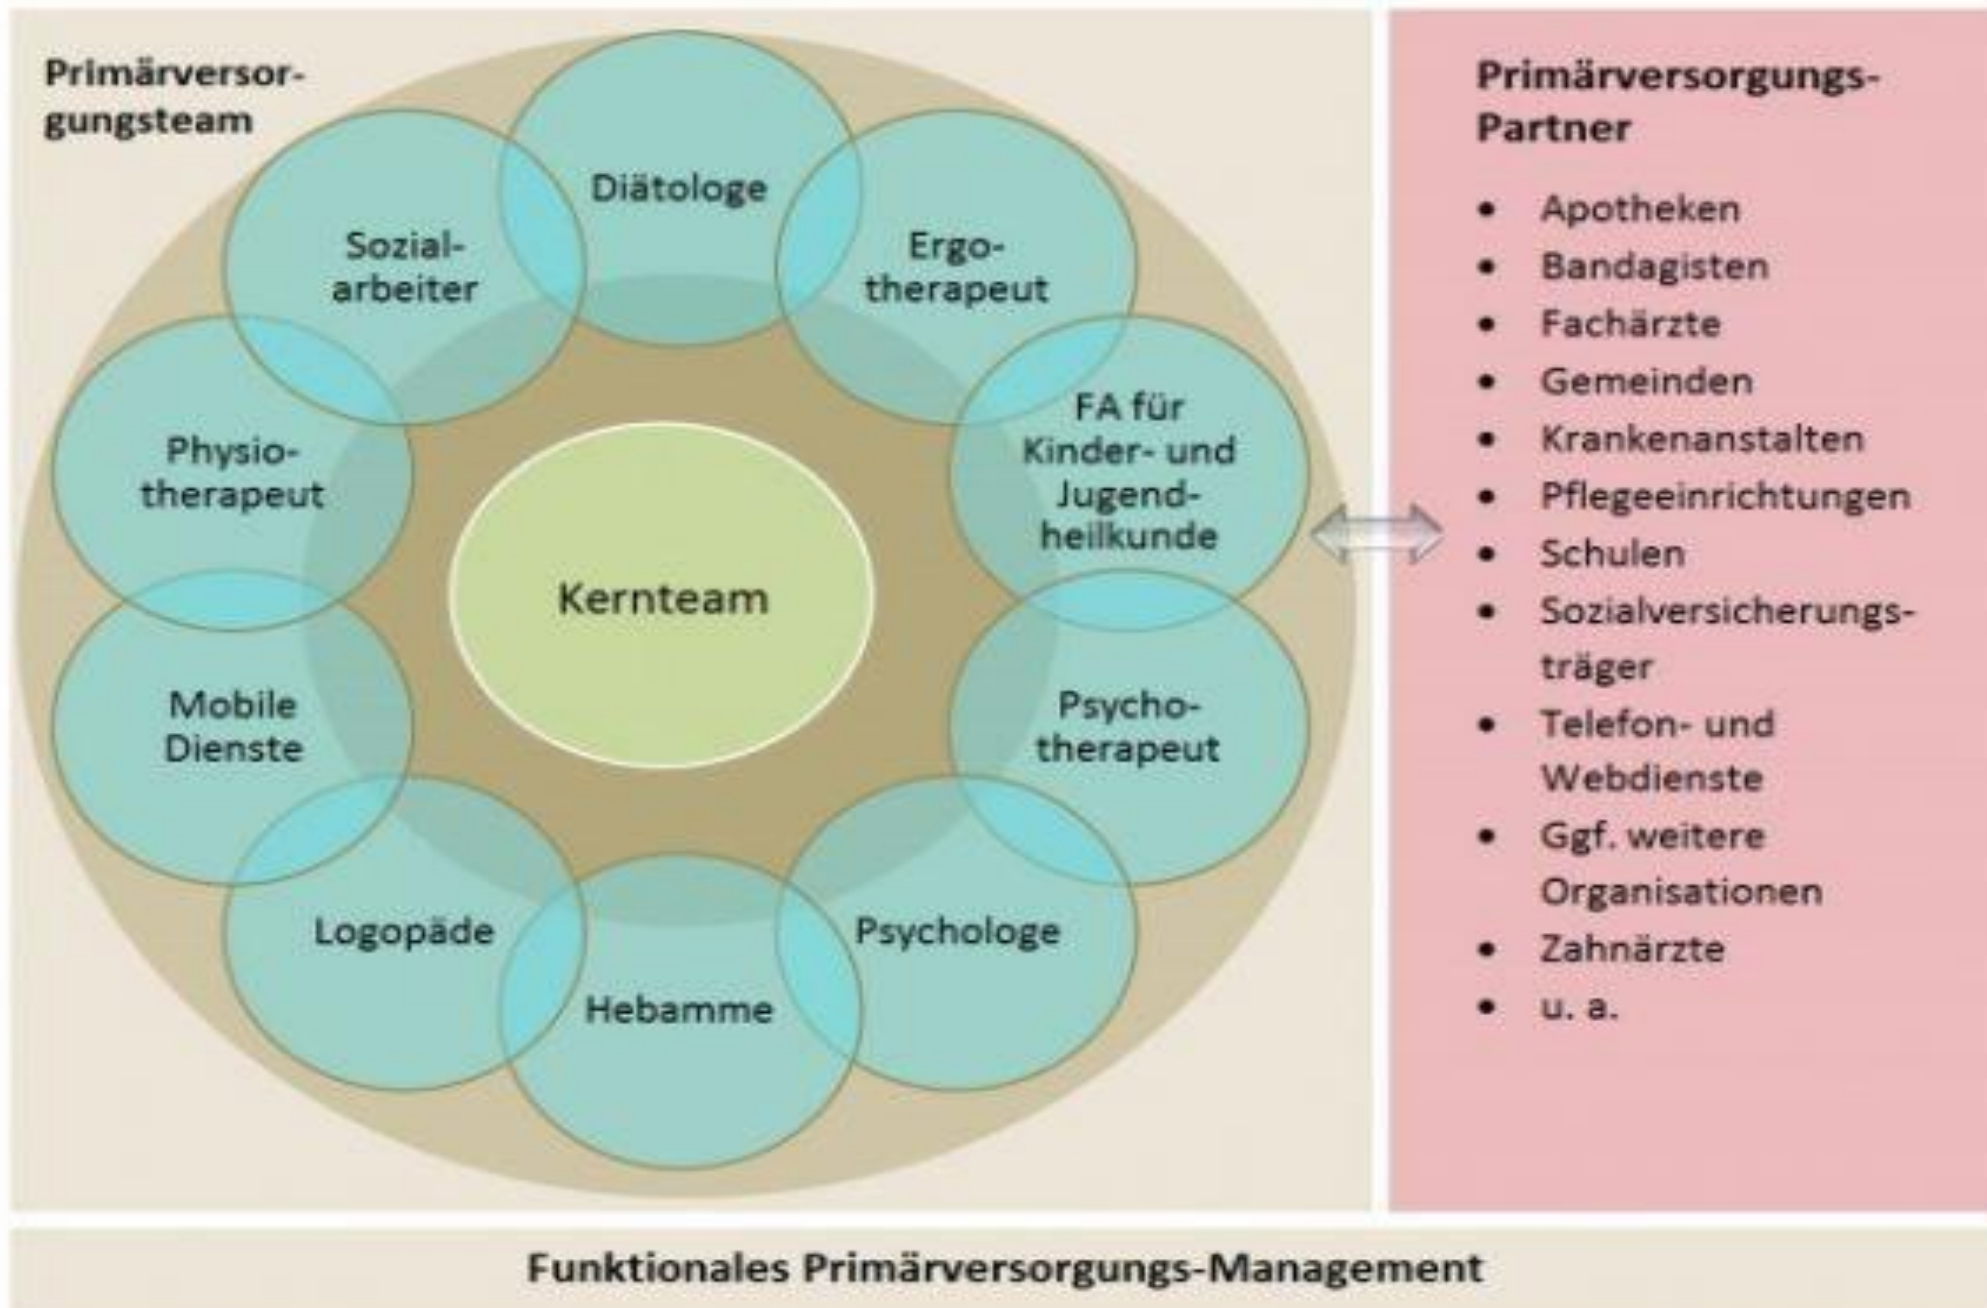 Primärversor-
gungsteam
Diätologe
Sozial-
arbeiter
Ergo-
therapeut
Physio-
therapeut
FA für
Kinder- und
Jugend-
heilkunde
Kernteam
Mobile
Dienste
Psycho-
therapeut
Logopäde
Psychologe
Hebamme
Primärversorgungs-
Partner
• Apotheken
• Bandagisten
• Fachärzte
• Gemeinden
• Krankenanstalten
• Pflegeeinrichtungen
• Schulen
• Sozialversicherungs-
träger
• Telefon- und
Webdienste
• Ggf. weitere
Organisationen
• Zahnärzte
• u. a.
Funktionales Primärversorgungs-Management